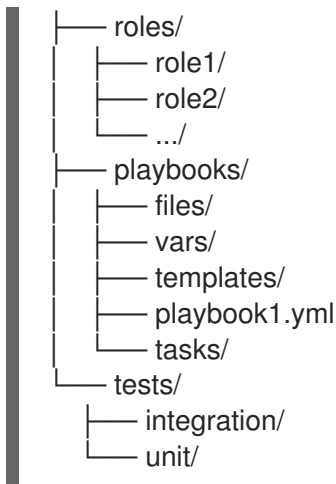 ├── roles/
│   ├── role1/
│   ├── role2/
│   └── .../
├── playbooks/
│   ├── files/
│   ├── vars/
│   ├── templates/
│   ├── playbook1.yml
│   └── tasks/
└── tests/
    ├── integration/
    └── unit/